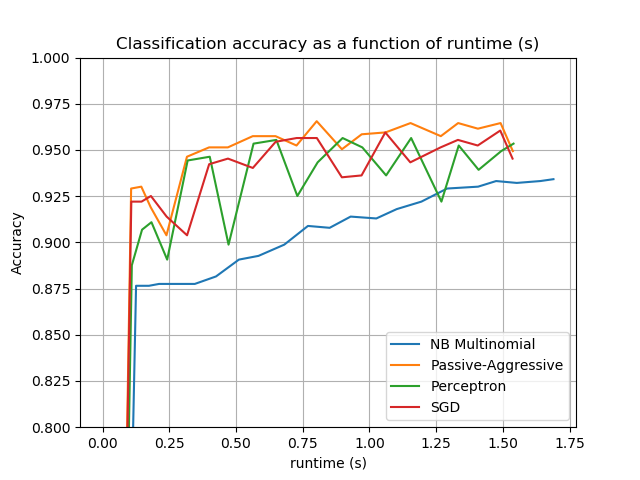 Classification accuracy as a function of runtime (s)
1.000
0.975
0.950
0.925
0.900
0.875
0.850
0.825
0.800
Accuracy
NB Multinomial
Passive-Aggressive
Perceptron
SGD
0.00 0.25 0.50 0.75 1.00 1.25 1.50 1.75
runtime (s)